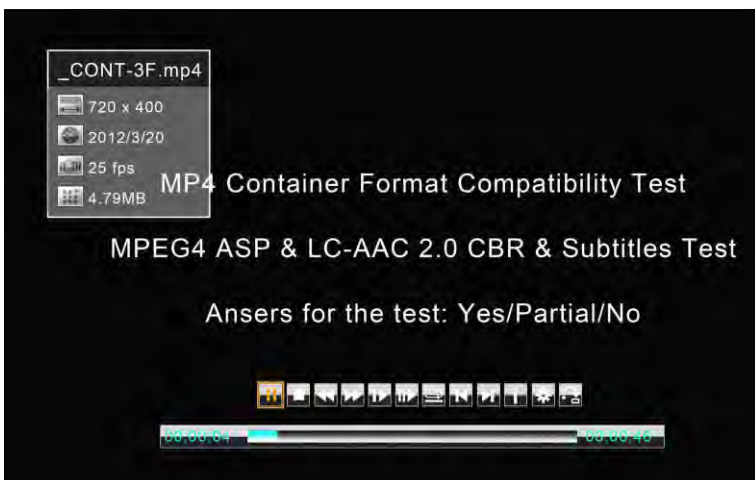 _CONT-3F.mp4
720 x 400
2012/3/20
25 fps
4.79MB
MP4 Container Format Compatibility Test
MPEG4 ASP & LC-AAC 2.0 CBR & Subtitles Test
Ansers for the test: Yes/Partial/No
00:00:04
00:00:46